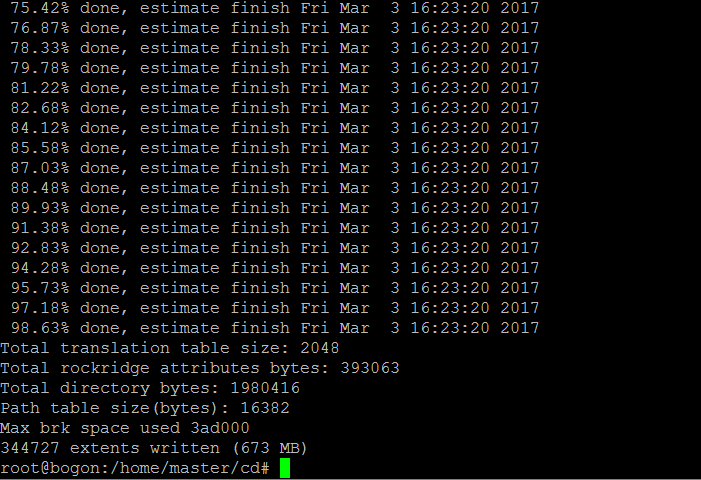 75.42% done, estimate finish Fri Mar  3 16:23:20 2017
76.87% done, estimate finish Fri Mar  3 16:23:20 2017
78.33% done, estimate finish Fri Mar  3 16:23:20 2017
79.78% done, estimate finish Fri Mar  3 16:23:20 2017
81.22% done, estimate finish Fri Mar  3 16:23:20 2017
82.68% done, estimate finish Fri Mar  3 16:23:20 2017
84.12% done, estimate finish Fri Mar  3 16:23:20 2017
85.58% done, estimate finish Fri Mar  3 16:23:20 2017
87.03% done, estimate finish Fri Mar  3 16:23:20 2017
88.48% done, estimate finish Fri Mar  3 16:23:20 2017
89.93% done, estimate finish Fri Mar  3 16:23:20 2017
91.38% done, estimate finish Fri Mar  3 16:23:20 2017
92.83% done, estimate finish Fri Mar  3 16:23:20 2017
94.28% done, estimate finish Fri Mar  3 16:23:20 2017
95.73% done, estimate finish Fri Mar  3 16:23:20 2017
97.18% done, estimate finish Fri Mar  3 16:23:20 2017
98.63% done, estimate finish Fri Mar  3 16:23:20 2017
Total translation table size: 2048
Total rockridge attributes bytes: 393063
Total directory bytes: 1980416
Path table size(bytes): 16382
Max brk space used 3ad000
344727 extents written (673 MB)
root@bogon:/home/master/cd#